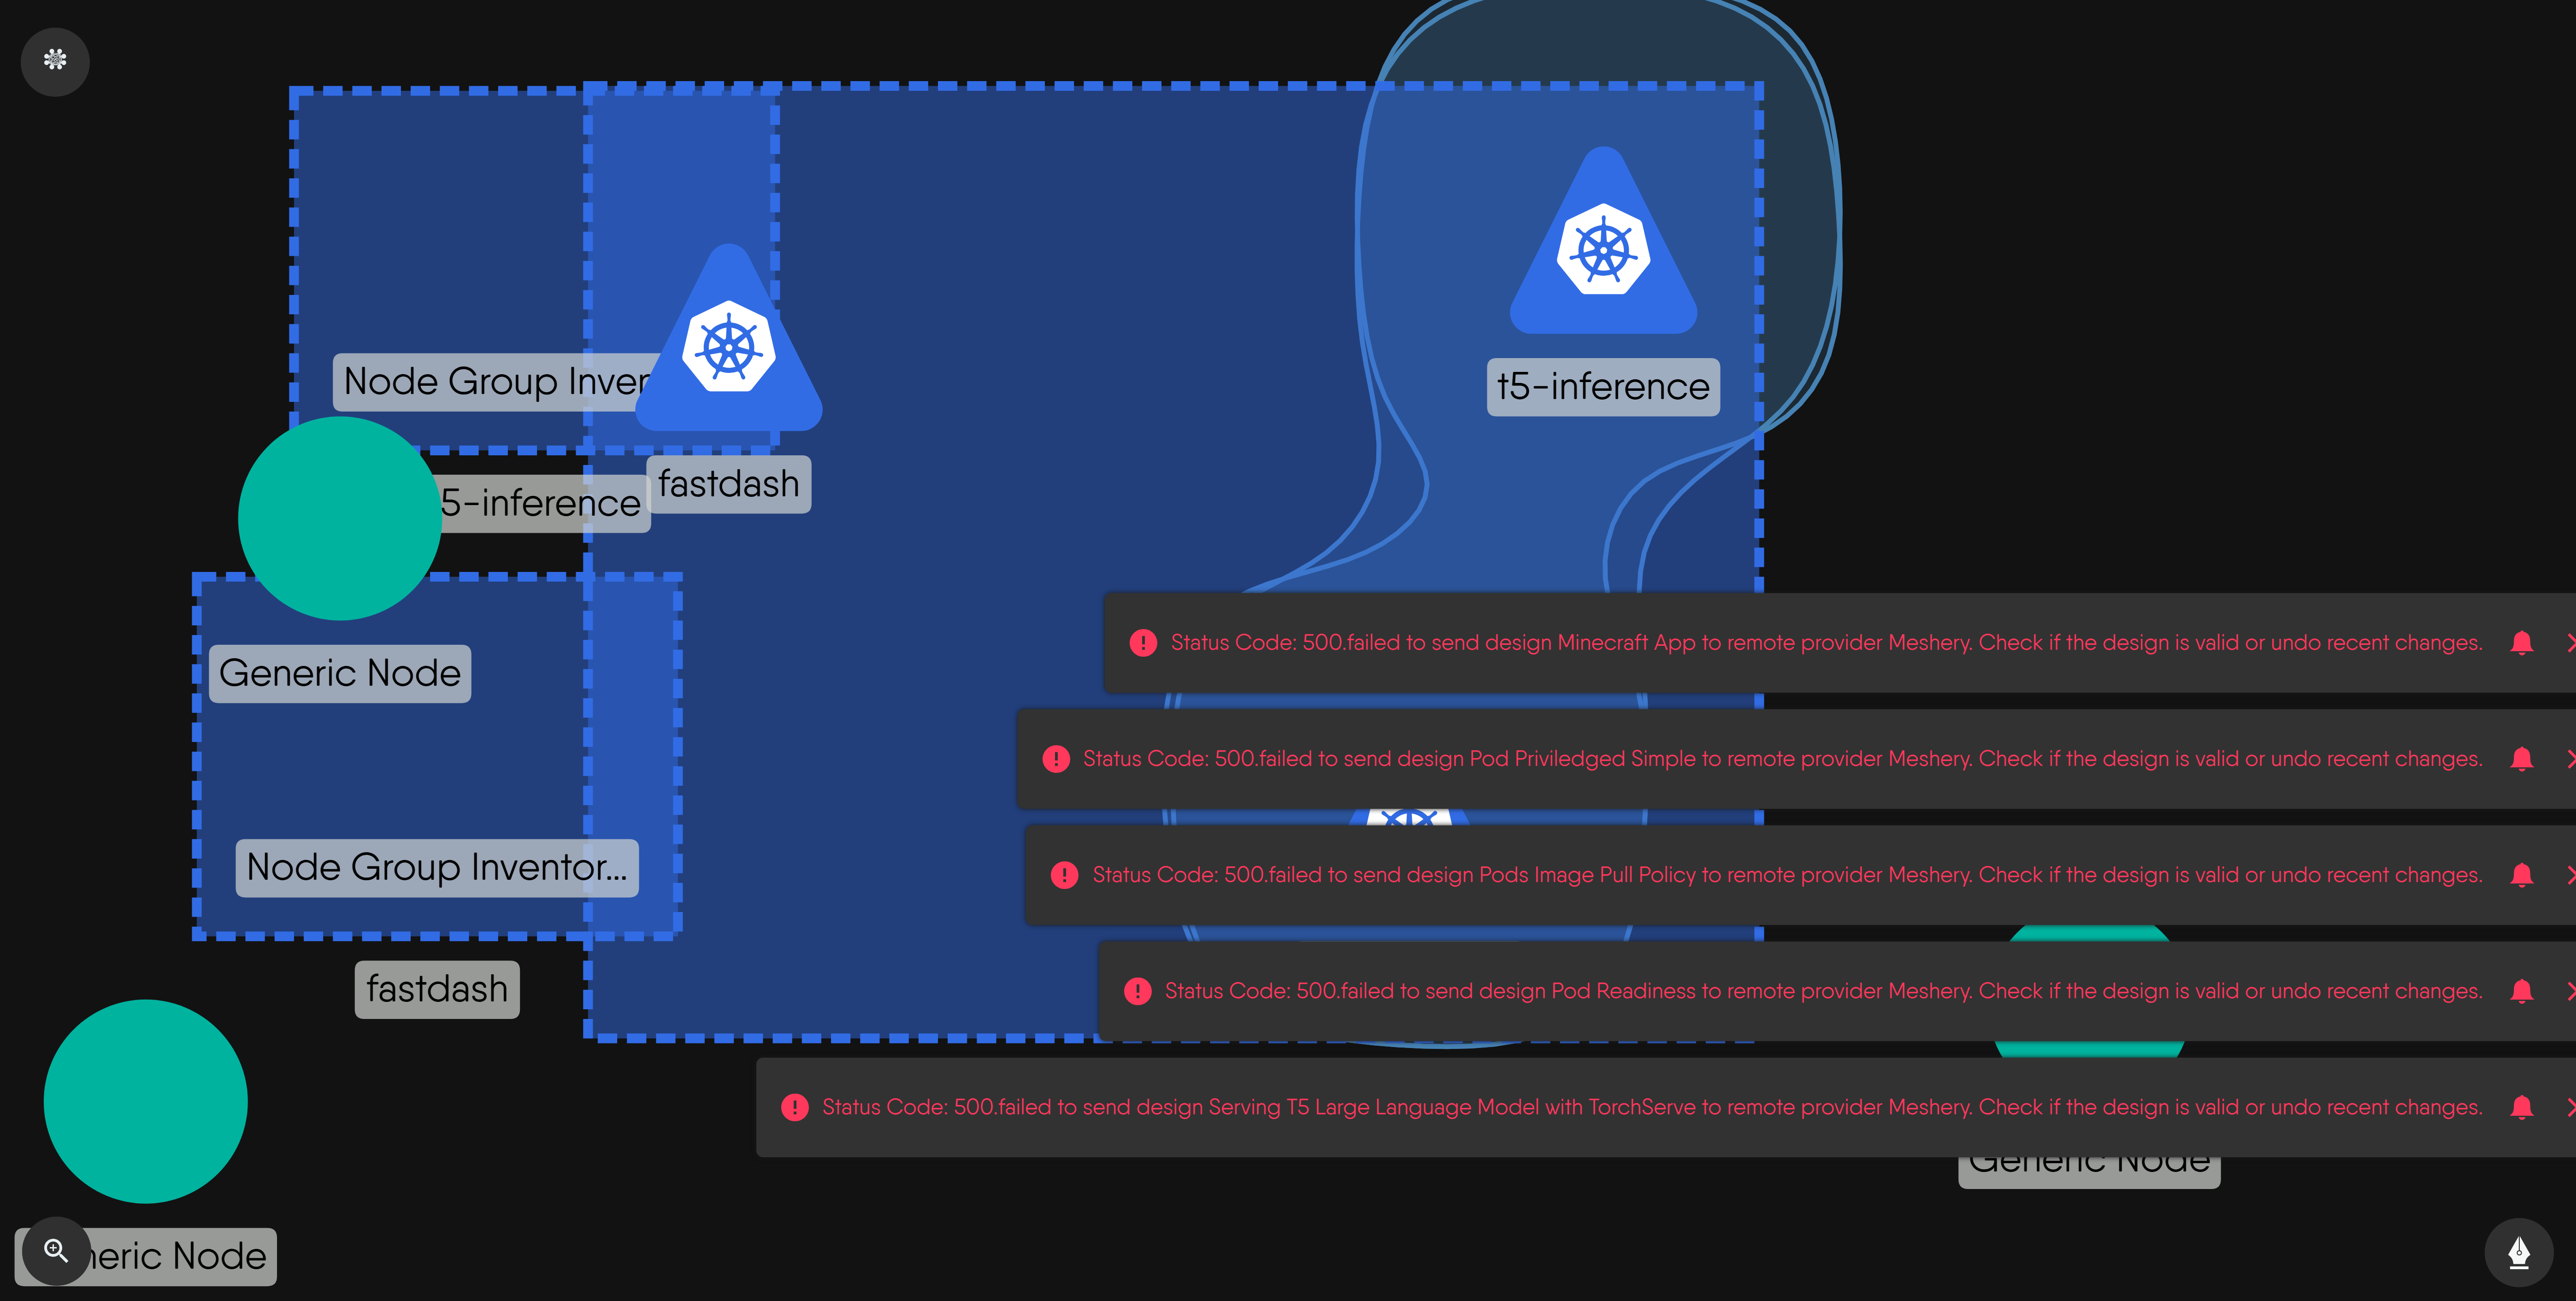 Node Group Inver
t5-inference
5-inference
fastdash
Generic Node
Status Code: 500.failed to send design Minecraft App to remote provider Meshery. Check if the design is valid or undo recent changes.
Status Code: 500.failed to send design Pod Priviledged Simple to remote provider Meshery. Check if the design is valid or undo recent changes.
Node Group Inventor...
Status Code: 500.failed to send design Pods Image Pull Policy to remote provider Meshery. Check if the design is valid or undo recent changes.
fastdash
Status Code: 500.failed to send design Pod Readiness to remote provider Meshery. Check if the design is valid or undo recent changes.
Status Code: 500.failed to send design Serving T5 Large Language Model with TorchServe to remote provider Meshery. Check if the design is valid or undo recent changes.
Generic Node
neric Node